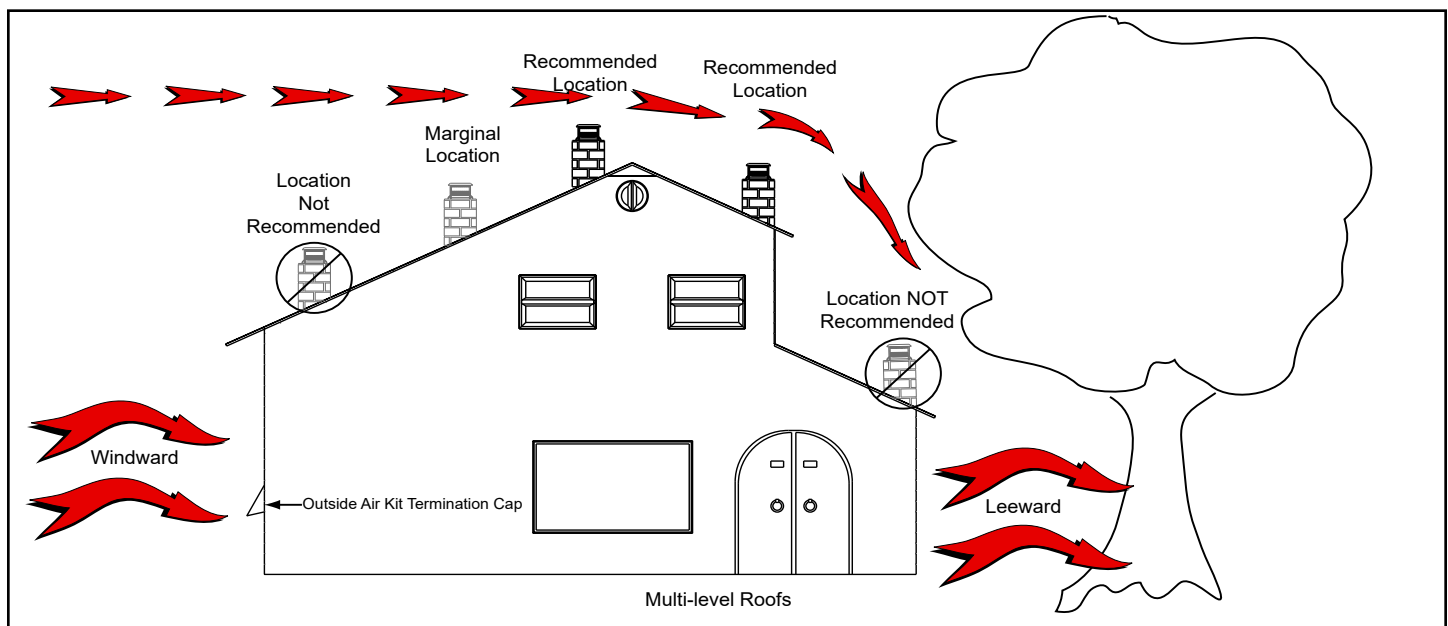 Recommended
Location
Recommended
Location
Marginal
Location
Location
Not
Recommended
Location NOT
Recommended
Windward
Outside Air Kit Termination Cap
Leeward
Multi-level Roofs